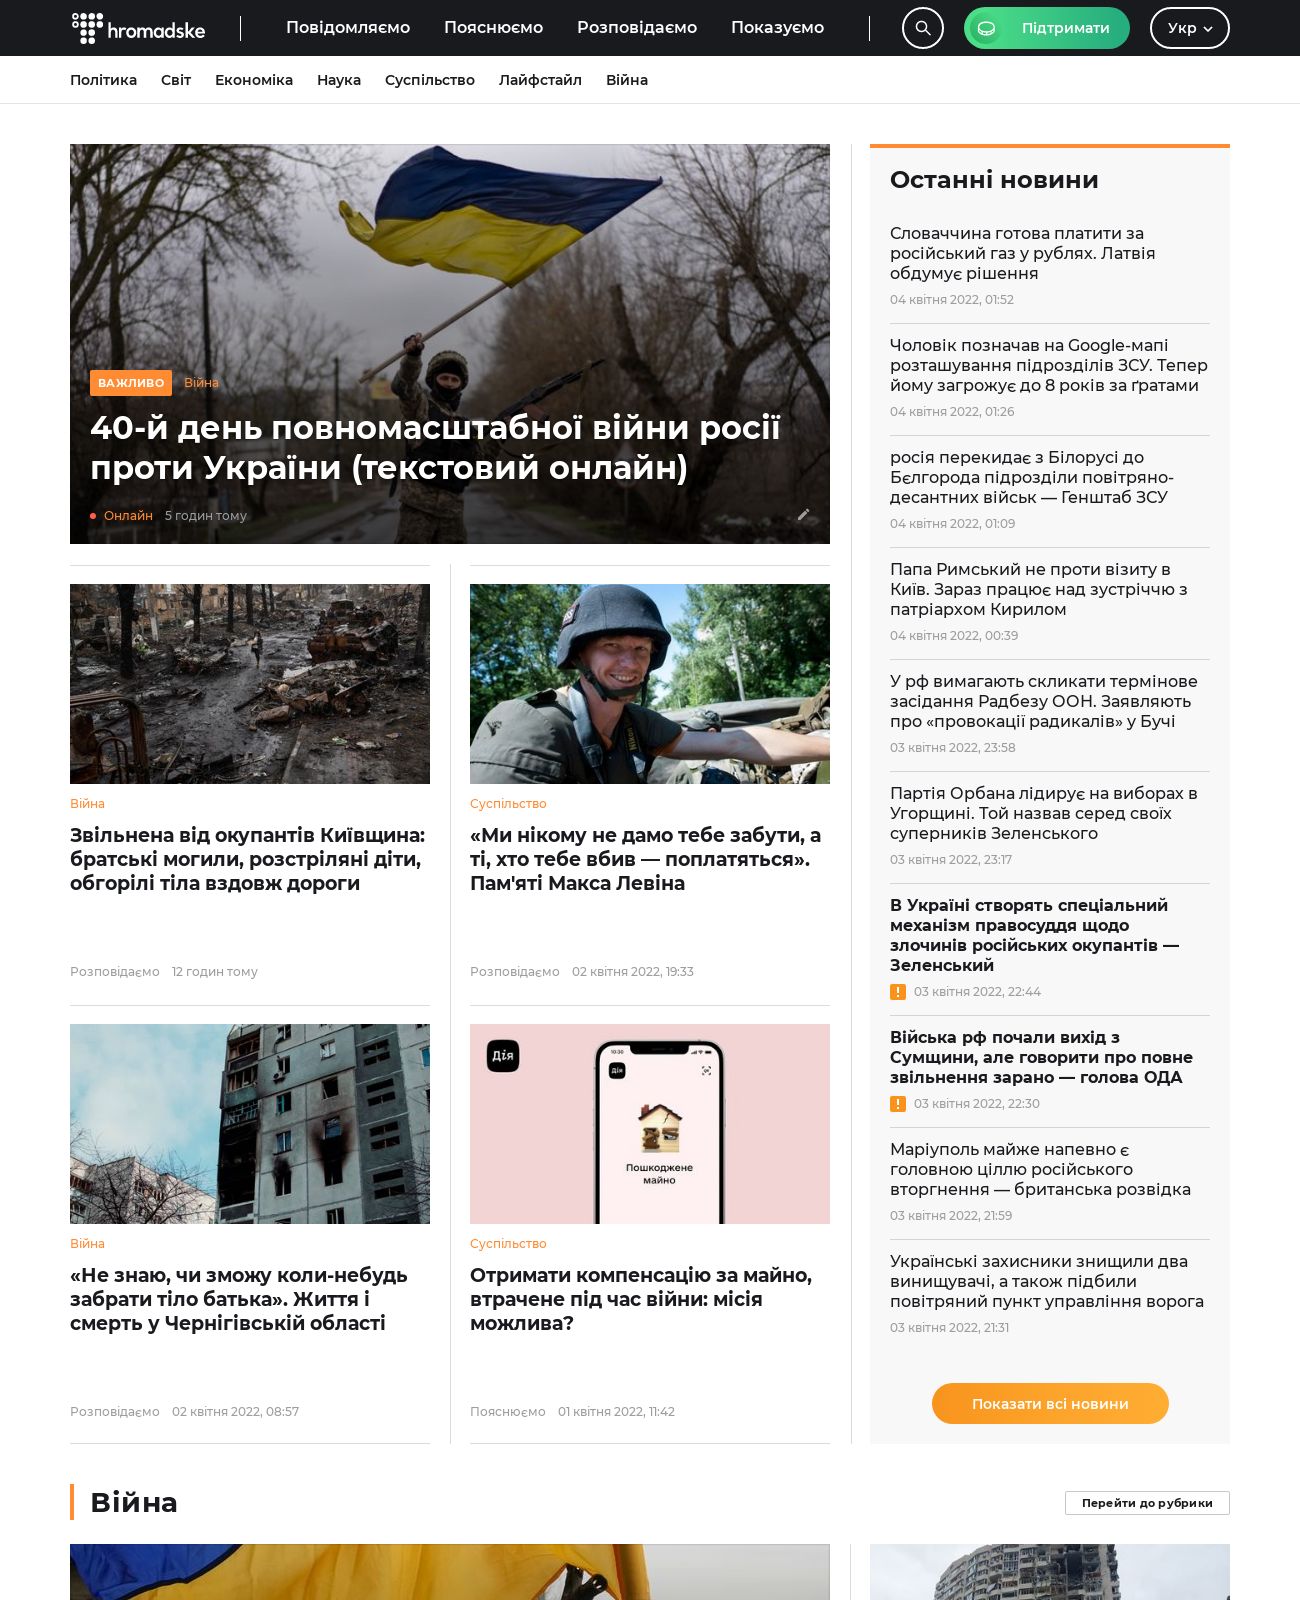 hromadske
Повідомляємо
Пояснюємо
Розповідаємо
Показуємо
Підтримати
Укр
Політика
Світ
Економіка
Наука
Суспільство
Лайфстайл
Війна
ВАЖЛИВО
Війна
40-й день повномасштабної війни росії
проти України (текстовий онлайн)
Онлайн 5 годин тому
Війна
Звільнена від окупантів Київщина:
братські могили, розстріляні діти,
обгорілі тіла вздовж дороги
Розповідаємо 12 годин тому
Nikon
Суспільство
«Ми нікому не дамо тебе забути, а
ті, хто тебе вбив — поплатяться».
Пам'яті Макса Левіна
Розповідаємо 02 квітня 2022, 19:33
Війна
«Не знаю, чи зможу коли-небудь
забрати тіло батька». Життя і
смерть у Чернігівській області
Розповідаємо 02 квітня 2022, 08:57
Дія
10:30
Дія
Пошкоджене
майно
Суспільство
Отримати компенсацію за майно,
втрачене під час війни: місія
можлива?
Пояснюємо 01 квітня 2022, 11:42
Останні новини
Словаччина готова платити за
російський газ у рублях. Латвія
обдумує рішення
04 квітня 2022, 01:52
Чоловік позначав на Google-мапі
розташування підрозділів ЗСУ. Тепер
йому загрожує до 8 років за ґратами
04 квітня 2022, 01:26
росія перекидає з Білорусі до
Бєлгорода підрозділи повітряно-
десантних військ — Генштаб ЗСУ
04 квітня 2022, 01:09
Папа Римський не проти візиту в
Київ. Зараз працює над зустріччю з
патріархом Кирилом
04 квітня 2022, 00:39
У рф вимагають скликати термінове
засідання Радбезу ООН. Заявляють
про «провокації радикалів» у Бучі
03 квітня 2022, 23:58
Партія Орбана лідирує на виборах в
Угорщині. Той назвав серед своїх
суперників Зеленського
03 квітня 2022, 23:17
В Україні створять спеціальний
механізм правосуддя щодо
злочинів російських окупантів —
Зеленський
03 квітня 2022, 22:44
Війська рф почали вихід з
Сумщини, але говорити про повне
звільнення зарано — голова ОДА
03 квітня 2022, 22:30
Маріуполь майже напевно є
головною ціллю російського
вторгнення — британська розвідка
03 квітня 2022, 21:59
Українські захисники знищили два
винищувачі, а також підбили
повітряний пункт управління ворога
03 квітня 2022, 21:31
Показати всі новини
Війна
Перейти до рубрики